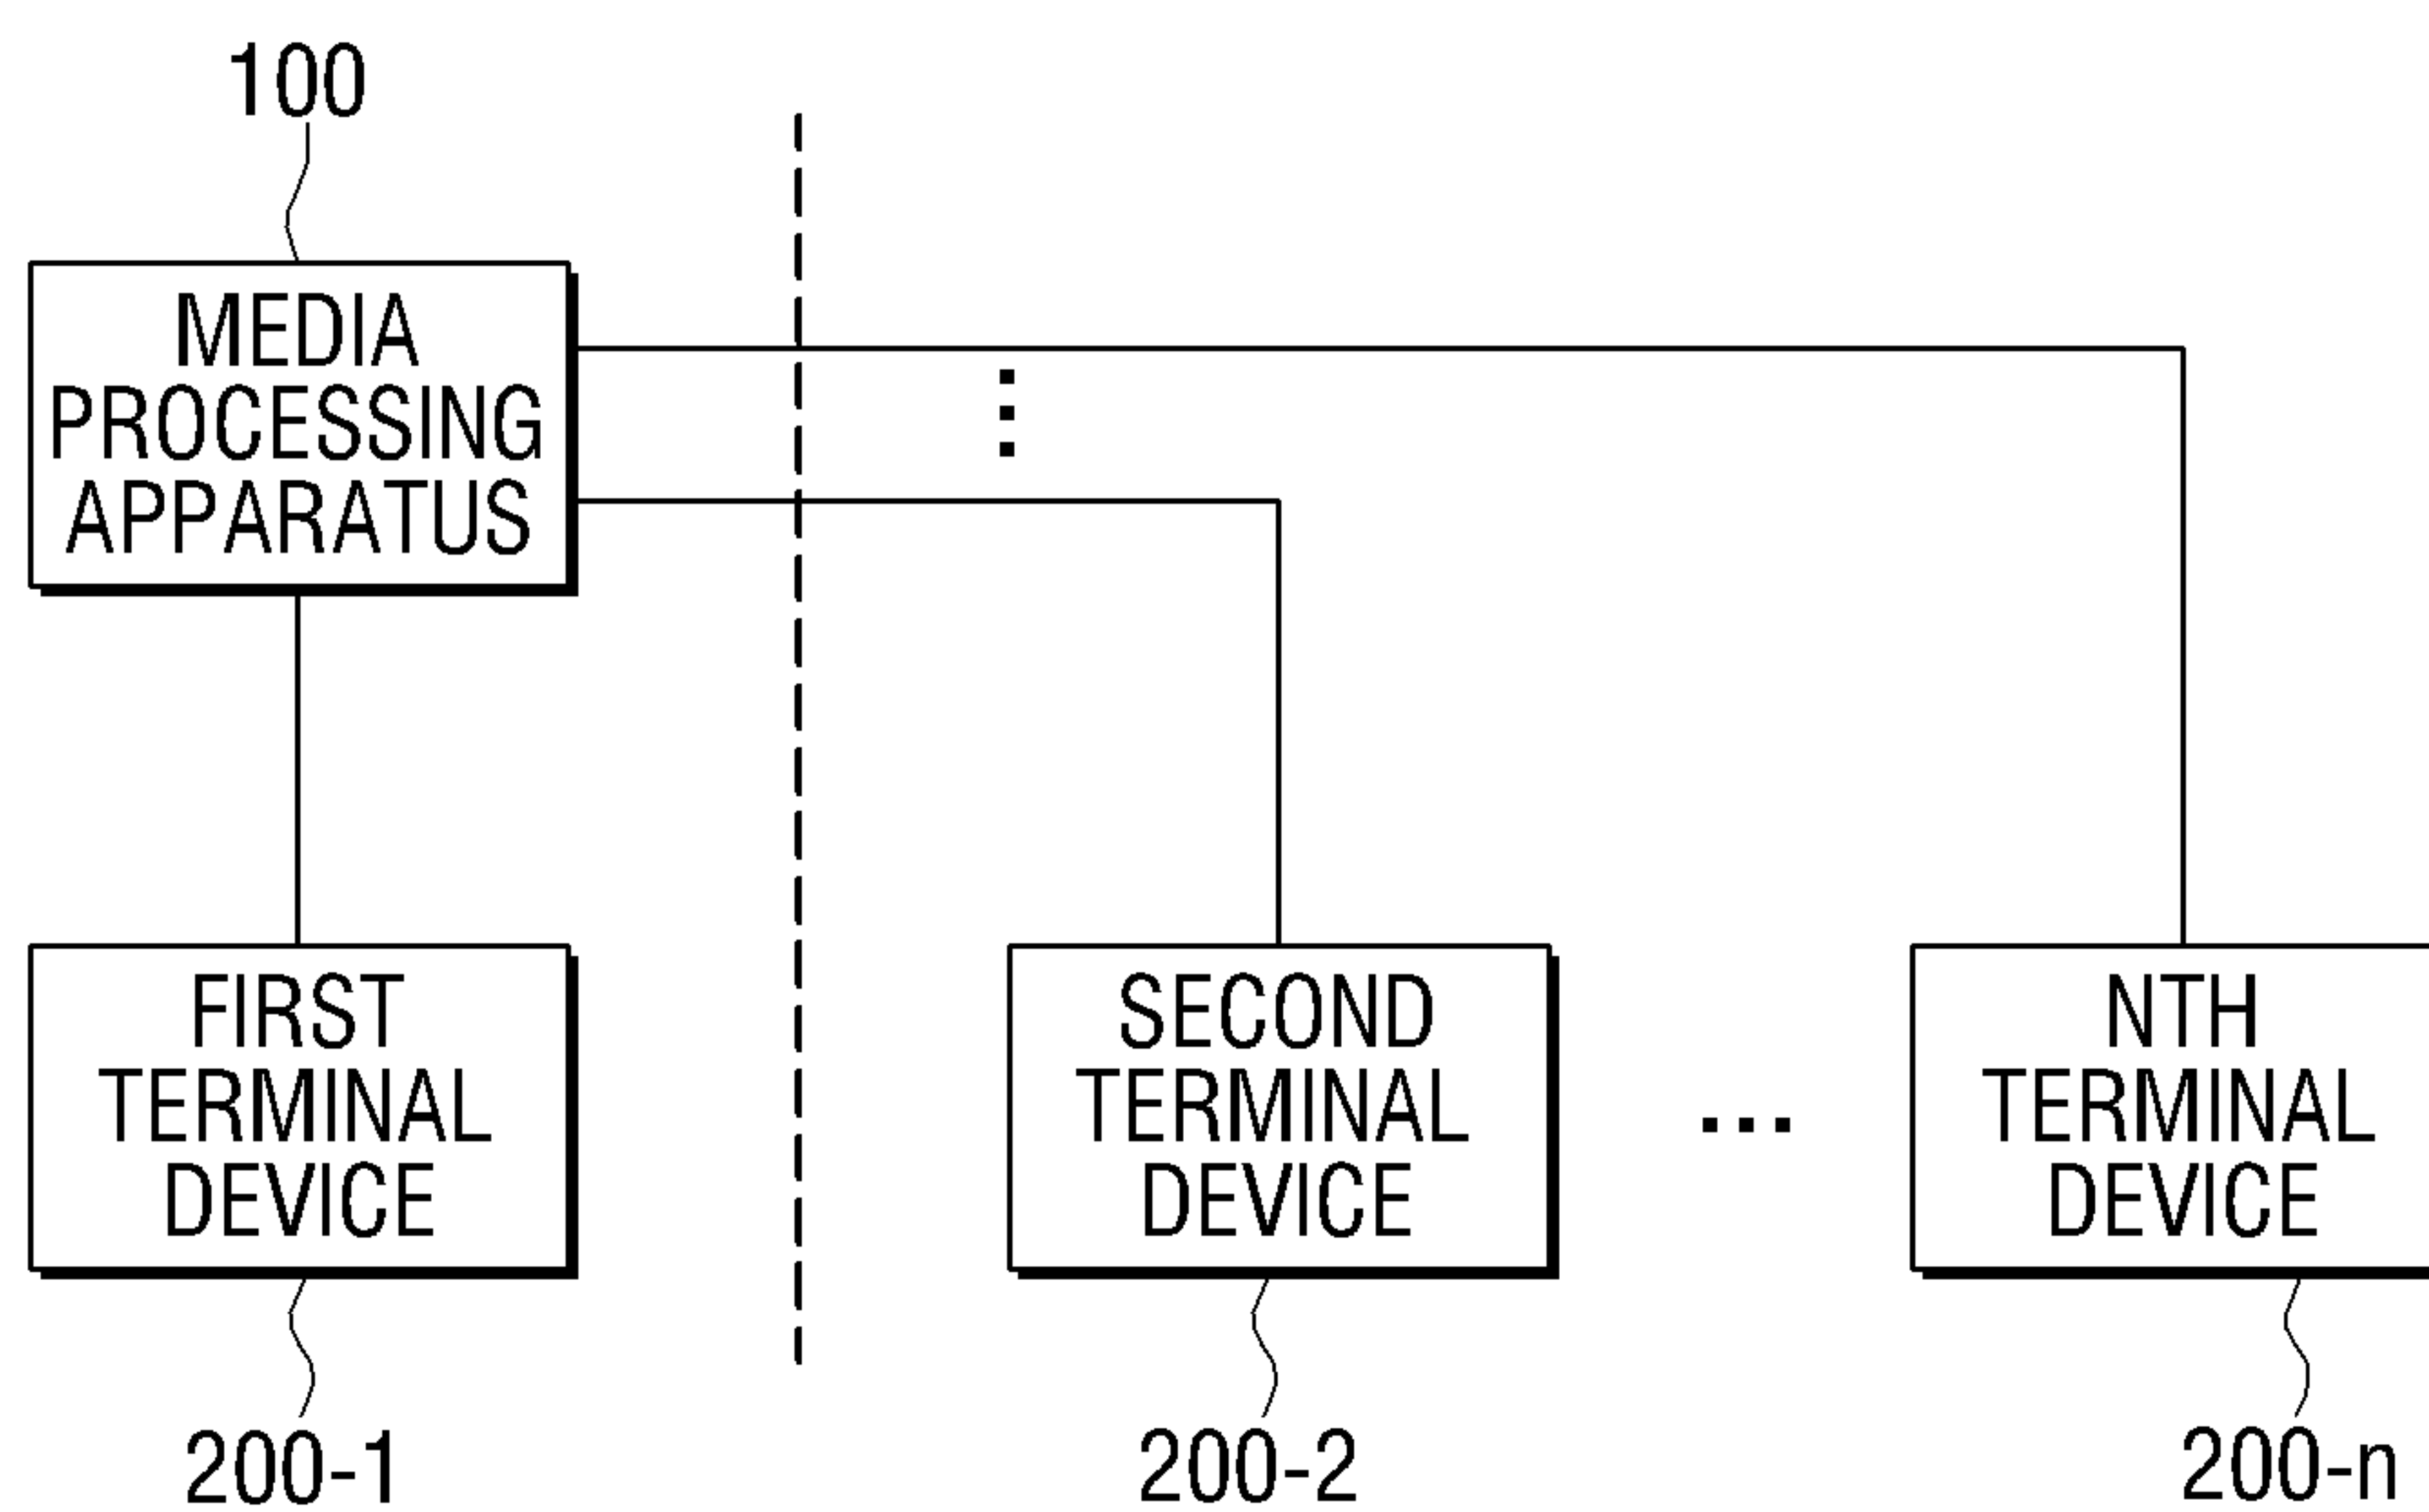 100
MEDIA
PROCESSING
APPARATUS
FIRST
TERMINAL
DEVICE
SECOND
TERMINAL
DEVICE
...
NTH
TERMINAL
DEVICE
200-1
200-2
200-n